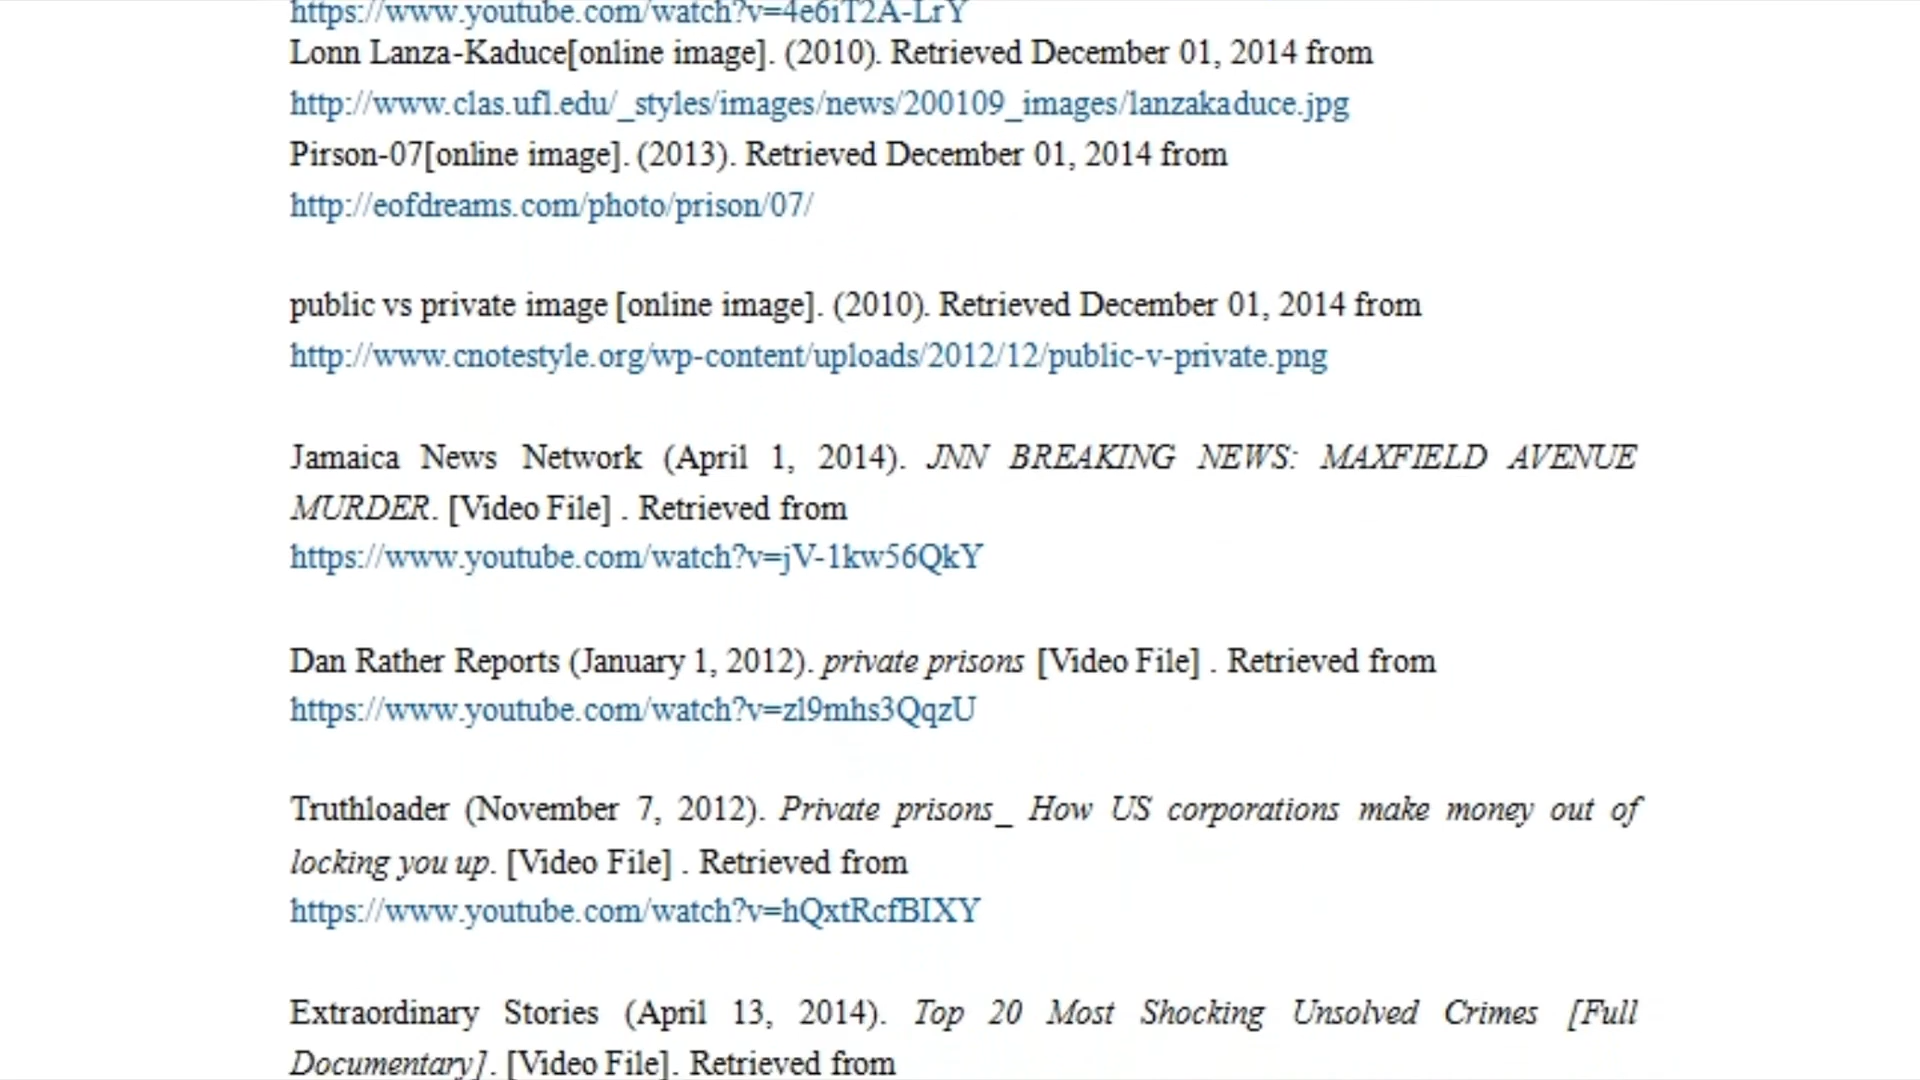 https://www.youtube.com/watch?v=4e6iT2A-LrY
Lonn Lanza-Kaduce[online image]. (2010). Retrieved December 01, 2014 from
http://www.clas.ufl.edu/_styles/images/news/200109_images/lanzakaduce.jpg
Pirson-07[online image]. (2013). Retrieved December 01, 2014 from
http://eofdreams.com/photo/prison/07/
public vs private image [online image]. (2010). Retrieved December 01, 2014 from
http://www.cnotestyle.org/wp-content/uploads/2012/12/public-v-private.png
Jamaica News Network (April 1, 2014). JNN BREAKING NEWS: MAXFIELD AVENUE
MURDER. [Video File] . Retrieved from
https://www.youtube.com/watch?v=jV-1kw56QkY
Dan Rather Reports (January 1, 2012). private prisons [Video File] . Retrieved from
https://www.youtube.com/watch?v=zl9mhs3QqzU
Truthloader (November 7, 2012). Private prisons_ How US corporations make money out of
locking you up. [Video File] . Retrieved from
https://www.youtube.com/watch?v=hQxtRcfBIXY
Extraordinary Stories (April 13, 2014). Top 20 Most Shocking Unsolved Crimes [Full
Documentary]. [Video File]. Retrieved from